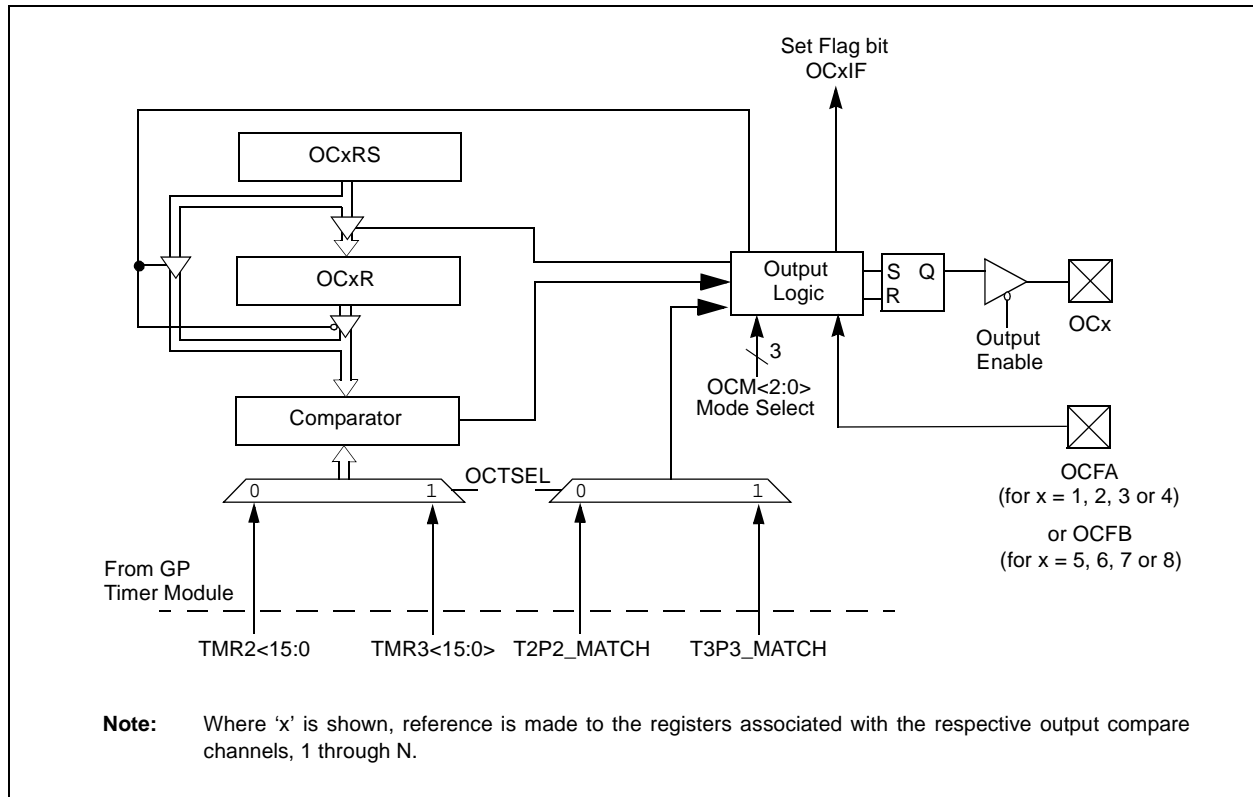 Set Flag bit
OCxIF
OCxRS
OCxR
Output
Logic
S Q
R
OCx
Output
Enable
3
OCM<2:0>
Mode Select
Comparator
OCTSEL
0 1
0 1
OCFA
(for x = 1, 2, 3 or 4)
or OCFB
(for x = 5, 6, 7 or 8)
From GP
Timer Module
TMR2<15:0 TMR3<15:0> T2P2_MATCH T3P3_MATCH
Note: Where ‘x’ is shown, reference is made to the registers associated with the respective output compare
channels, 1 through N.